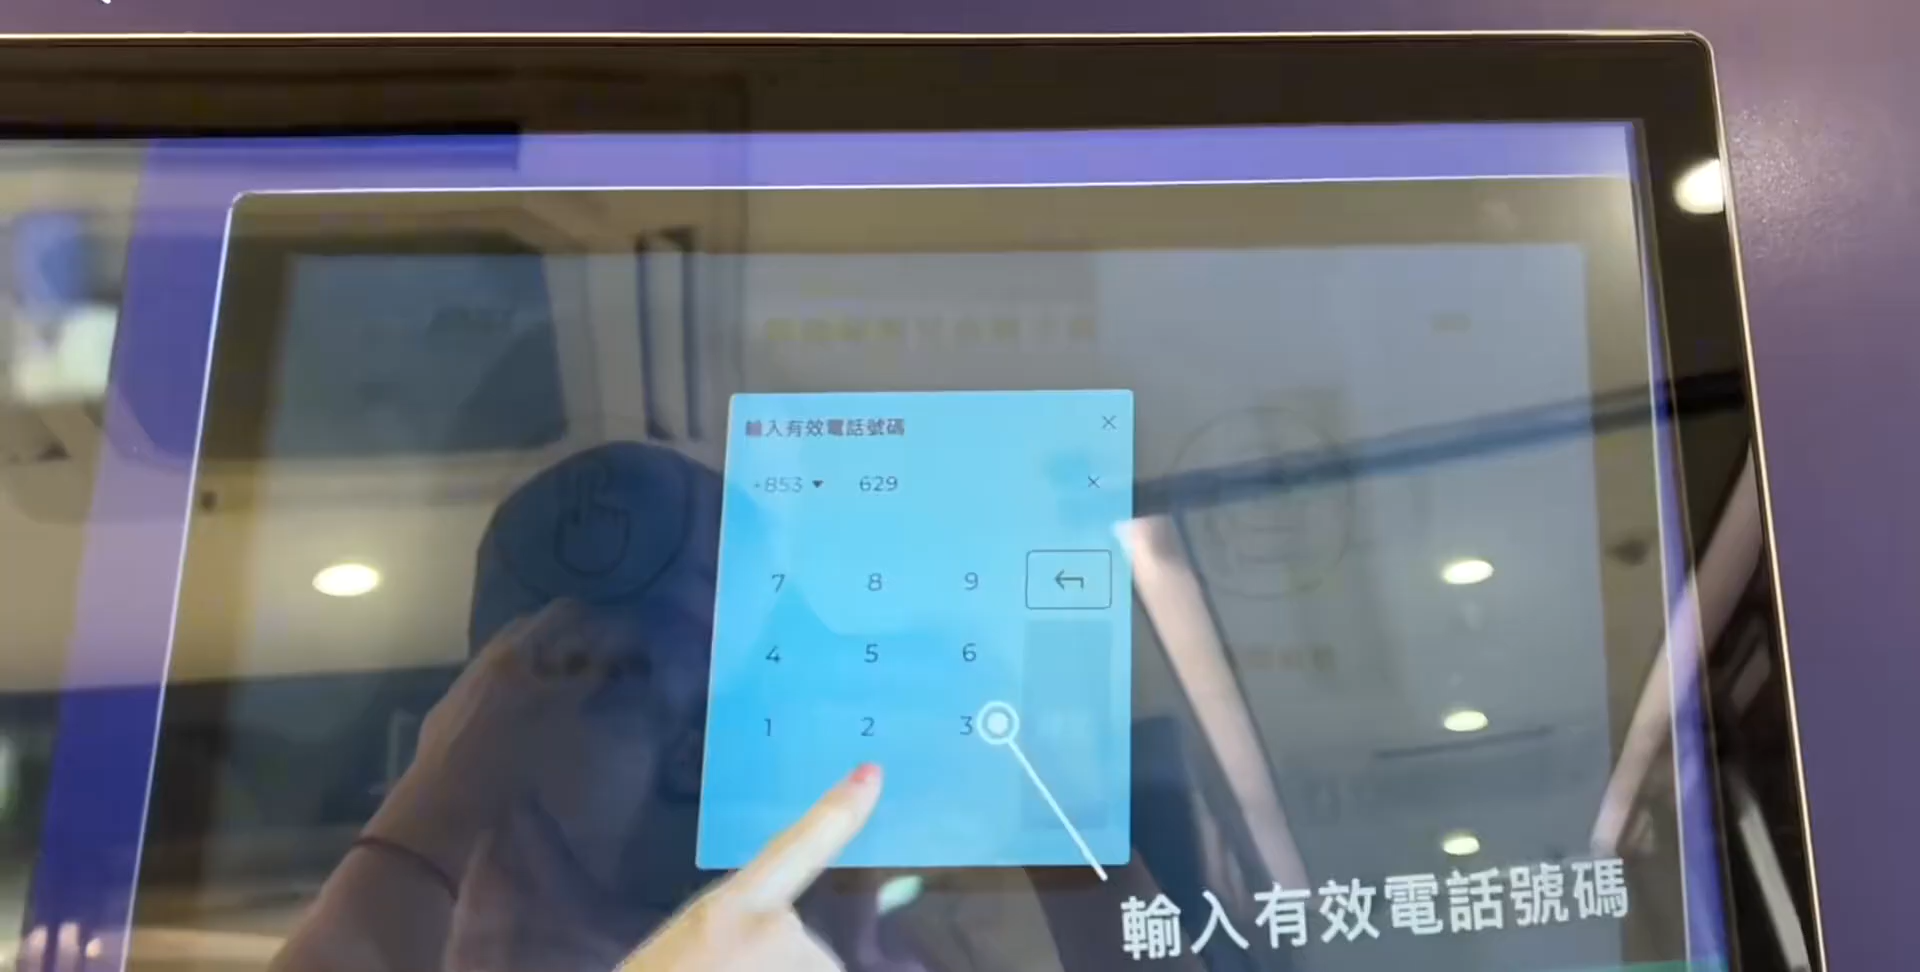 輸入有效電話號碼 ×
+853 ▼ 629 ×
7 8 9
4 5 6
1 2 3
輸入有效電話號碼